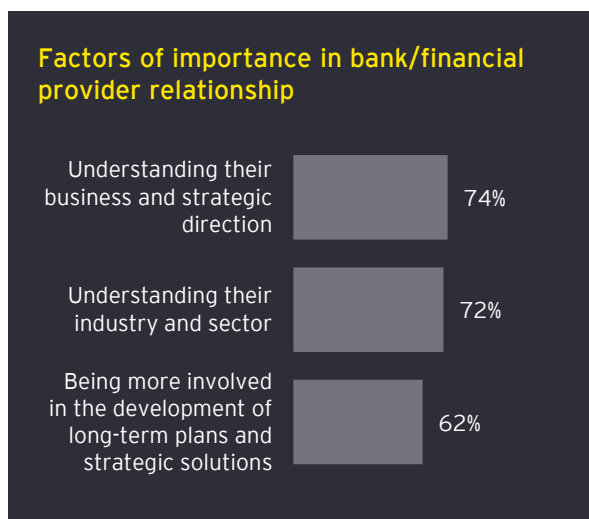 Factors of importance in bank/financial
provider relationship
Understanding their
business and strategic
direction
74%
Understanding their
industry and sector
72%
Being more involved
in the development of
long-term plans and
strategic solutions
62%